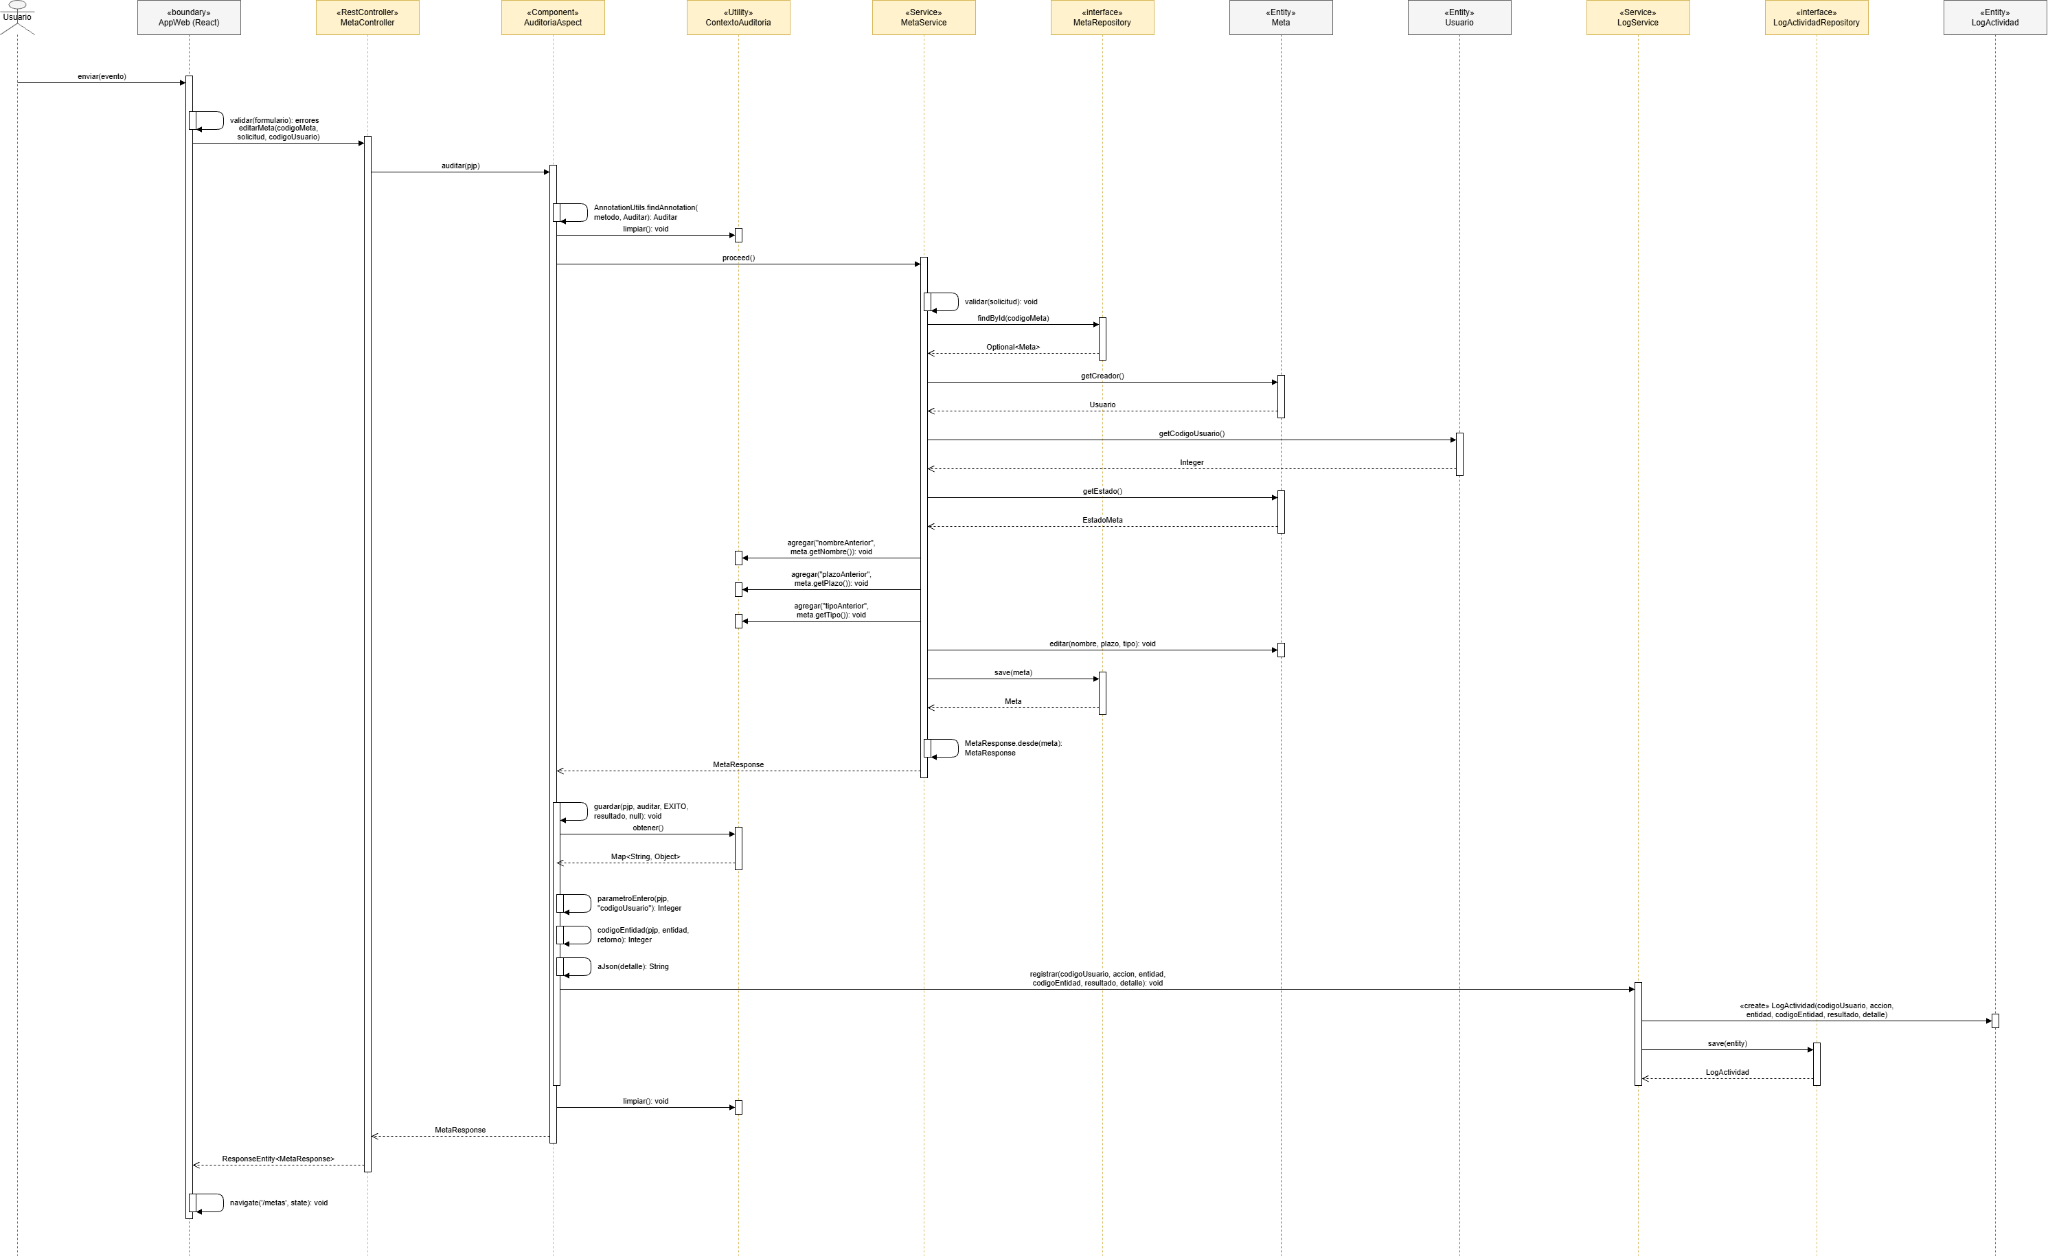 Usuario
«boundary»
AppWeb (React)
«RestController»
MetaController
«Component»
AuditoriaAspect
«Utility»
ContextoAuditoria
«Service»
MetaService
«interface»
MetaRepository
«Entity»
Meta
«Entity»
Usuario
«Service»
LogService
«interface»
LogActividadRepository
«Entity»
LogActividad
enviar(evento)
validar(formulario): errores
editarMeta(codigoMeta,
solicitud, codigoUsuario)
auditar(pjp)
AnnotationUtils.findAnnotation(
metodo, Auditar): Auditar
limpiar(): void
proceed()
validar(solicitud): void
findById(codigoMeta)
Optional<Meta>
getCreador()
Usuario
getCodigoUsuario()
Integer
getEstado()
EstadoMeta
agregar("nombreAnterior",
meta.getNombre()): void
agregar("plazoAnterior",
meta.getPlazo()): void
agregar("tipoAnterior",
meta.getTipo()): void
editar(nombre, plazo, tipo): void
save(meta)
Meta
MetaResponse.desde(meta):
MetaResponse
MetaResponse
guardar(pjp, auditar, EXITO,
resultado, null): void
obtener()
Map<String, Object>
parametroEntero(pjp,
"codigoUsuario"): Integer
codigoEntidad(pjp, entidad,
retorno): Integer
aJson(detalle): String
registrar(codigoUsuario, accion, entidad,
codigoEntidad, resultado, detalle): void
«create» LogActividad(codigoUsuario, accion,
entidad, codigoEntidad, resultado, detalle)
save(entity)
LogActividad
limpiar(): void
MetaResponse
ResponseEntity<MetaResponse>
navigate('/metas', state): void